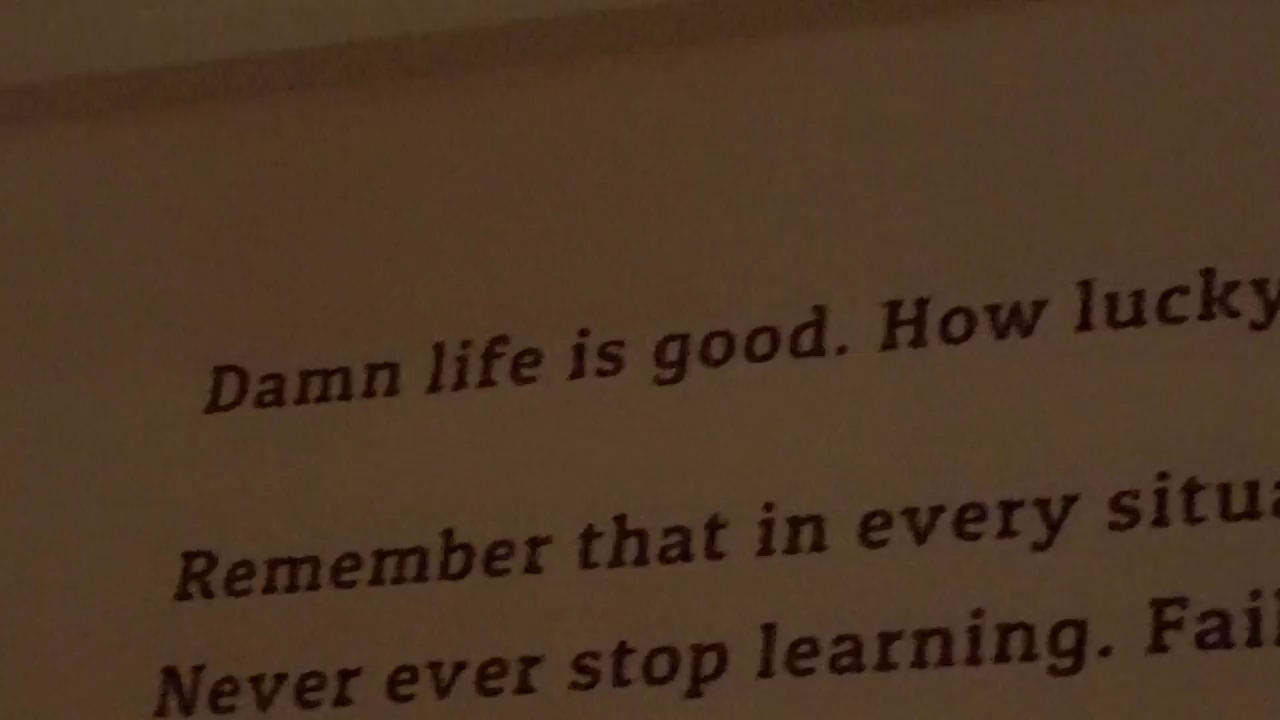 Damn life is good. How lucky
Remember that in every
Never ever stop learning.